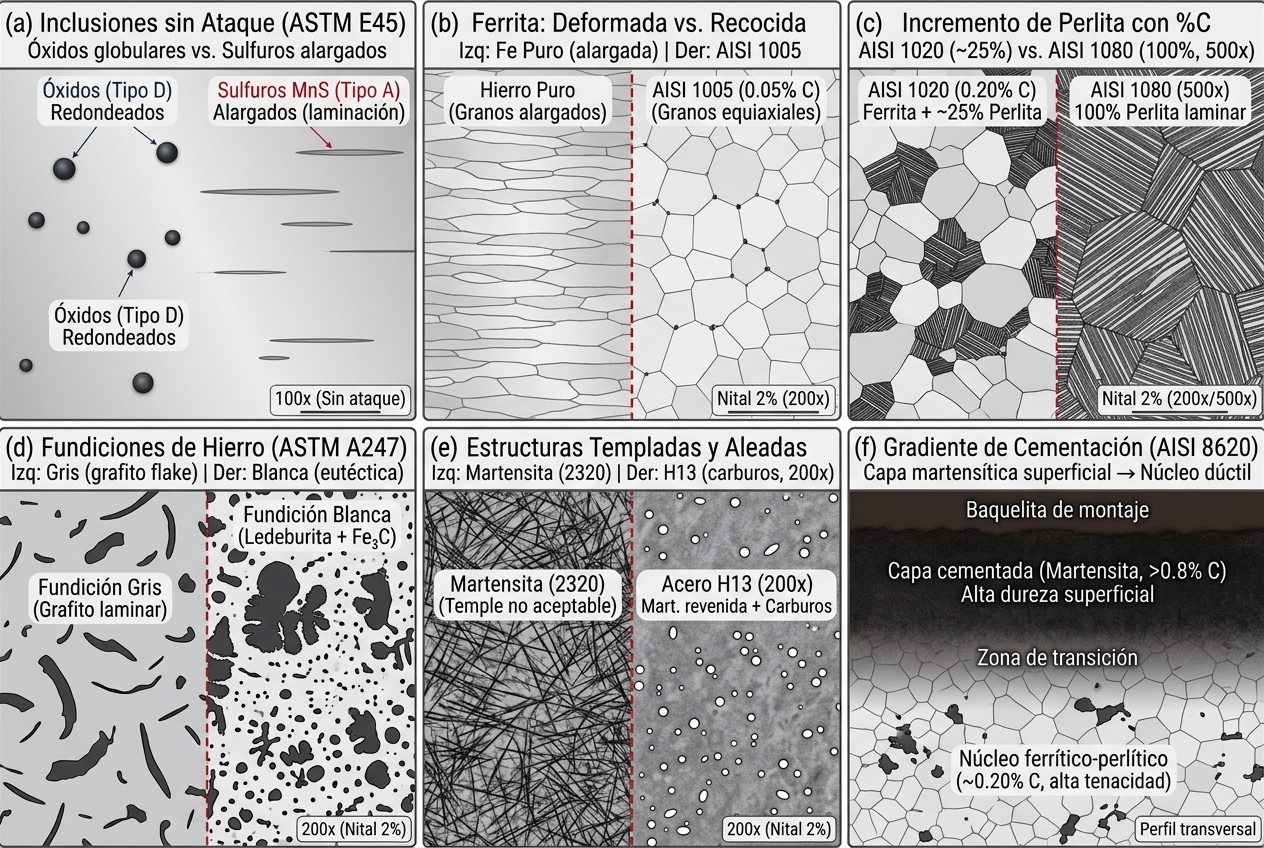 (a) Inclusiones sin Ataque (ASTM E45)
Óxidos globulares vs. Sulfuros alargados
Óxidos (Tipo D)
Redondeados
Sulfuros MnS (Tipo A)
Alargados (laminación)
Óxidos (Tipo D)
Redondeados
100x (Sin ataque)
(b) Ferrita: Deformada vs. Recocida
Izq: Fe Puro (alargada) | Der: AISI 1005
Hierro Puro
(Granos alargados)
AISI 1005 (0.05% C)
(Granos equiaxiales)
Nital 2% (200x)
(c) Incremento de Perlita con %C
AISI 1020 (~25%) vs. AISI 1080 (100%, 500x)
AISI 1020 (0.20% C)
Ferrita + ~25% Perlita
AISI 1080 (500x)
100% Perlita laminar
Nital 2% (200x/500x)
(d) Fundiciones de Hierro (ASTM A247)
Izq: Gris (grafito flake) | Der: Blanca (eutéctica)
Fundición Gris
(Grafito laminar)
Fundición Blanca
(Ledeburita + Fe₃C)
200x (Nital 2%)
(e) Estructuras Templadas y Aleadas
Izq: Martensita (2320) | Der: H13 (carburos, 200x)
Martensita (2320)
(Temple no aceptable)
Acero H13 (200x)
Mart. revenida + Carburos
200x (Nital 2%)
(f) Gradiente de Cementación (AISI 8620)
Capa martensítica superficial → Núcleo dúctil
Baquelita de montaje
Capa cementada (Martensita, >0.8% C)
Alta dureza superficial
Zona de transición
Núcleo ferrítico-perlítico
(~0.20% C, alta tenacidad)
Perfil transversal